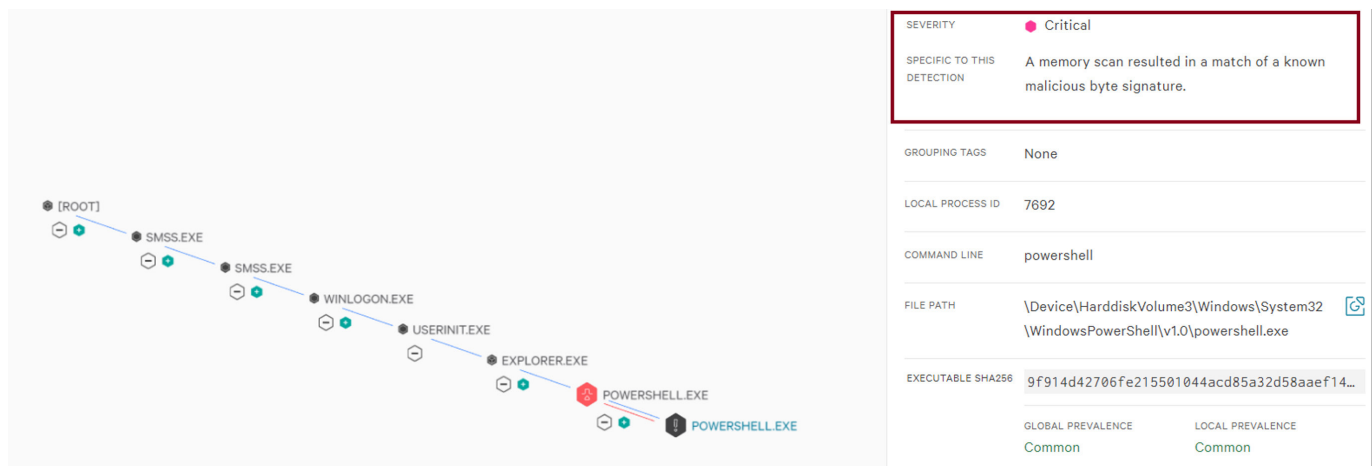 [ROOT]
SMSS.EXE
SMSS.EXE
WINLOGON.EXE
USERINIT.EXE
EXPLORER.EXE
POWERSHELL.EXE
POWERSHELL.EXE
SEVERITY
Critical
SPECIFIC TO THIS
DETECTION
A memory scan resulted in a match of a known
malicious byte signature.
GROUPING TAGS
None
LOCAL PROCESS ID
7692
COMMAND LINE
powershell
FILE PATH
\Device\HarddiskVolume3\Windows\System32
\WindowsPowerShell\v1.0\powershell.exe
EXECUTABLE SHA256
9f914d42706fe215501044acd85a32d58aaef14…
GLOBAL PREVALENCE
Common
LOCAL PREVALENCE
Common